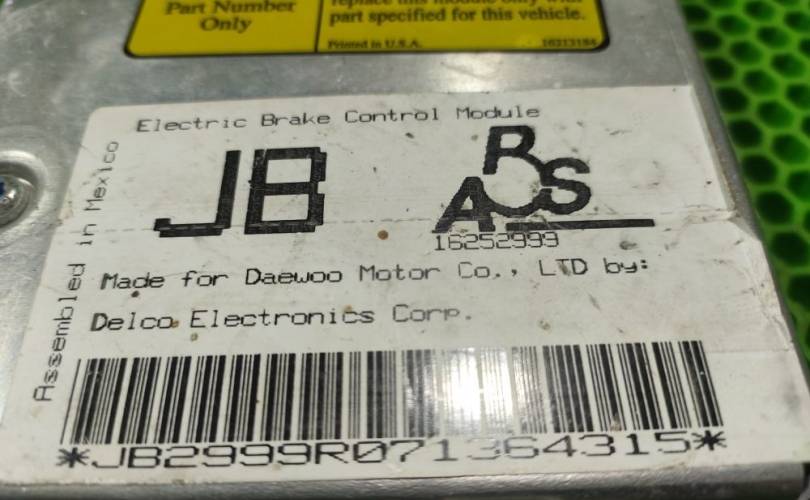 Part Number
Only
replace this module only with
part specified for this vehicle.
Printed in U.S.A.
16213184
Electric Brake Control Module
JB
ABS
16252999
Assembled in Mexico
Made for Daewoo Motor Co., LTD by:
Delco Electronics Corp.
*JB2999R071364315*